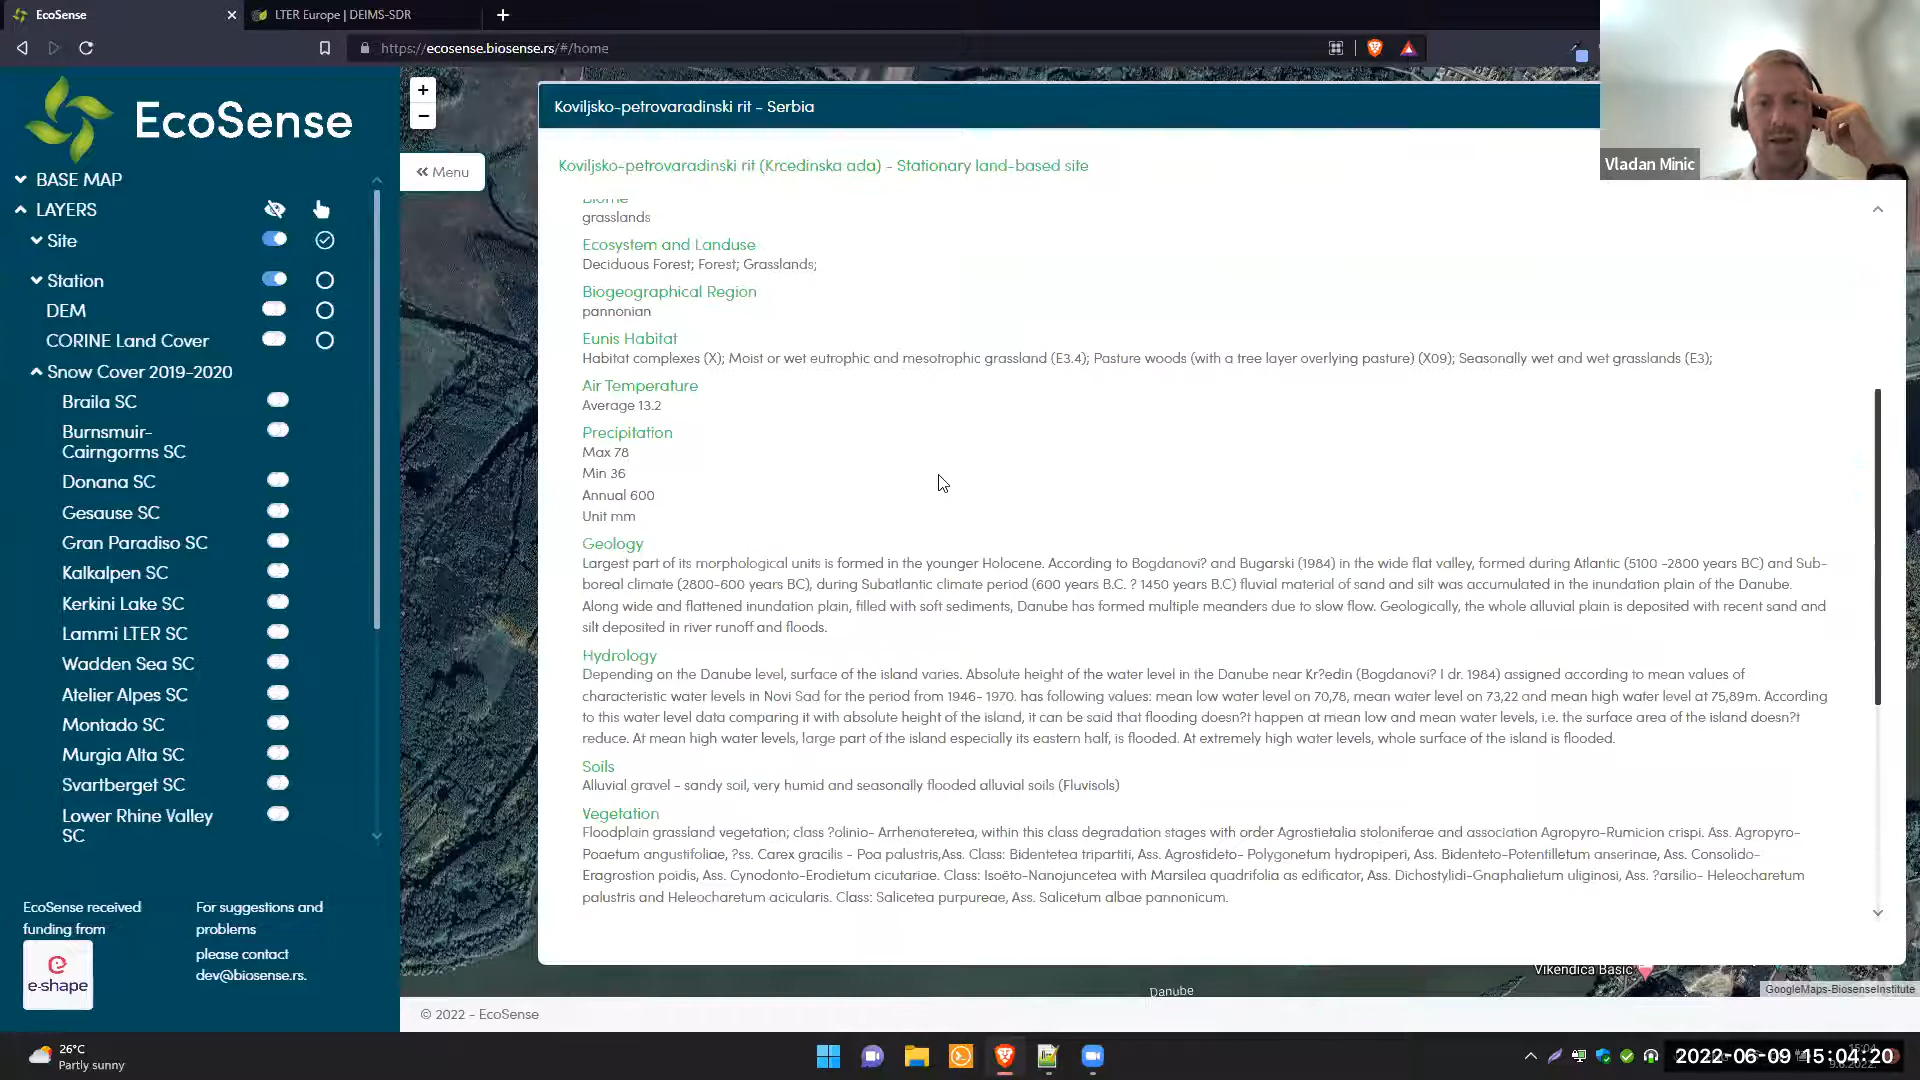 EcoSense
LTER Europe | DEIMS-SDR
https://ecosense.biosense.rs/#/home
EcoSense
BASE MAP
LAYERS
Site
Station
DEM
CORINE Land Cover
Snow Cover 2019-2020
Braila SC
Burnsmuir-
Cairngorms SC
Donana SC
Gesause SC
Gran Paradiso SC
Kalkalpen SC
Kerkini Lake SC
Lammi LTER SC
Wadden Sea SC
Atelier Alpes SC
Montado SC
Murgia Alta SC
Svartberget SC
Lower Rhine Valley
SC
EcoSense received
funding from
e-shape
For suggestions and
problems
please contact
dev@biosense.rs.
+
−
Menu
Koviljsko-petrovaradinski rit - Serbia
Koviljsko-petrovaradinski rit (Krcedinska ada) - Stationary land-based site
Biome
grasslands
Ecosystem and Landuse
Deciduous Forest; Forest; Grasslands;
Biogeographical Region
pannonian
Eunis Habitat
Habitat complexes (X); Moist or wet eutrophic and mesotrophic grassland (E3.4); Pasture woods (with a tree layer overlying pasture) (X09); Seasonally wet and wet grasslands (E3);
Air Temperature
Average 13.2
Precipitation
Max 78
Min 36
Annual 600
Unit mm
Geology
Largest part of its morphological units is formed in the younger Holocene. According to Bogdanovi? and Bugarski (1984) in the wide flat valley, formed during Atlantic (5100 -2800 years BC) and Sub-
boreal climate (2800-600 years BC), during Subatlantic climate period (600 years B.C. ? 1450 years B.C) fluvial material of sand and silt was accumulated in the inundation plain of the Danube.
Along wide and flattened inundation plain, filled with soft sediments, Danube has formed multiple meanders due to slow flow. Geologically, the whole alluvial plain is deposited with recent sand and
silt deposited in river runoff and floods.
Hydrology
Depending on the Danube level, surface of the island varies. Absolute height of the water level in the Danube near Kr?edin (Bogdanovi? I dr. 1984) assigned according to mean values of
characteristic water levels in Novi Sad for the period from 1946- 1970. has following values: mean low water level on 70,78, mean water level on 73,22 and mean high water level at 75,89m. According
to this water level data comparing it with absolute height of the island, it can be said that flooding doesn?t happen at mean low and mean water levels, i.e. the surface area of the island doesn?t
reduce. At mean high water levels, large part of the island especially its eastern half, is flooded. At extremely high water levels, whole surface of the island is flooded.
Soils
Alluvial gravel - sandy soil, very humid and seasonally flooded alluvial soils (Fluvisols)
Vegetation
Floodplain grassland vegetation; class ?olinio- Arrhenateretea, within this class degradation stages with order Agrostietalia stoloniferae and association Agropyro-Rumicion crispi. Ass. Agropyro-
Poaetum angustifoliae, ?ss. Carex gracilis - Poa palustris,Ass. Class: Bidentetea tripartiti, Ass. Agrostideto- Polygonetum hydropiperi, Ass. Bidenteto-Potentilletum anserinae, Ass. Consolido-
Eragrostion poidis, Ass. Cynodonto-Erodietum cicutariae. Class: Isoëto-Nanojuncetea with Marsilea quadrifolia as edificator, Ass. Dichostylidi-Gnaphalietum uliginosi, Ass. ?arsilio- Heleocharetum
palustris and Heleocharetum acicularis. Class: Salicetea purpureae, Ass. Salicetum albae pannonicum.
Vladan Minic
Vikendica Basic
Danube
GoogleMaps-BiosenseInstitute
© 2022 - EcoSense
26°C
Partly sunny
2022-06-09 15:04:20